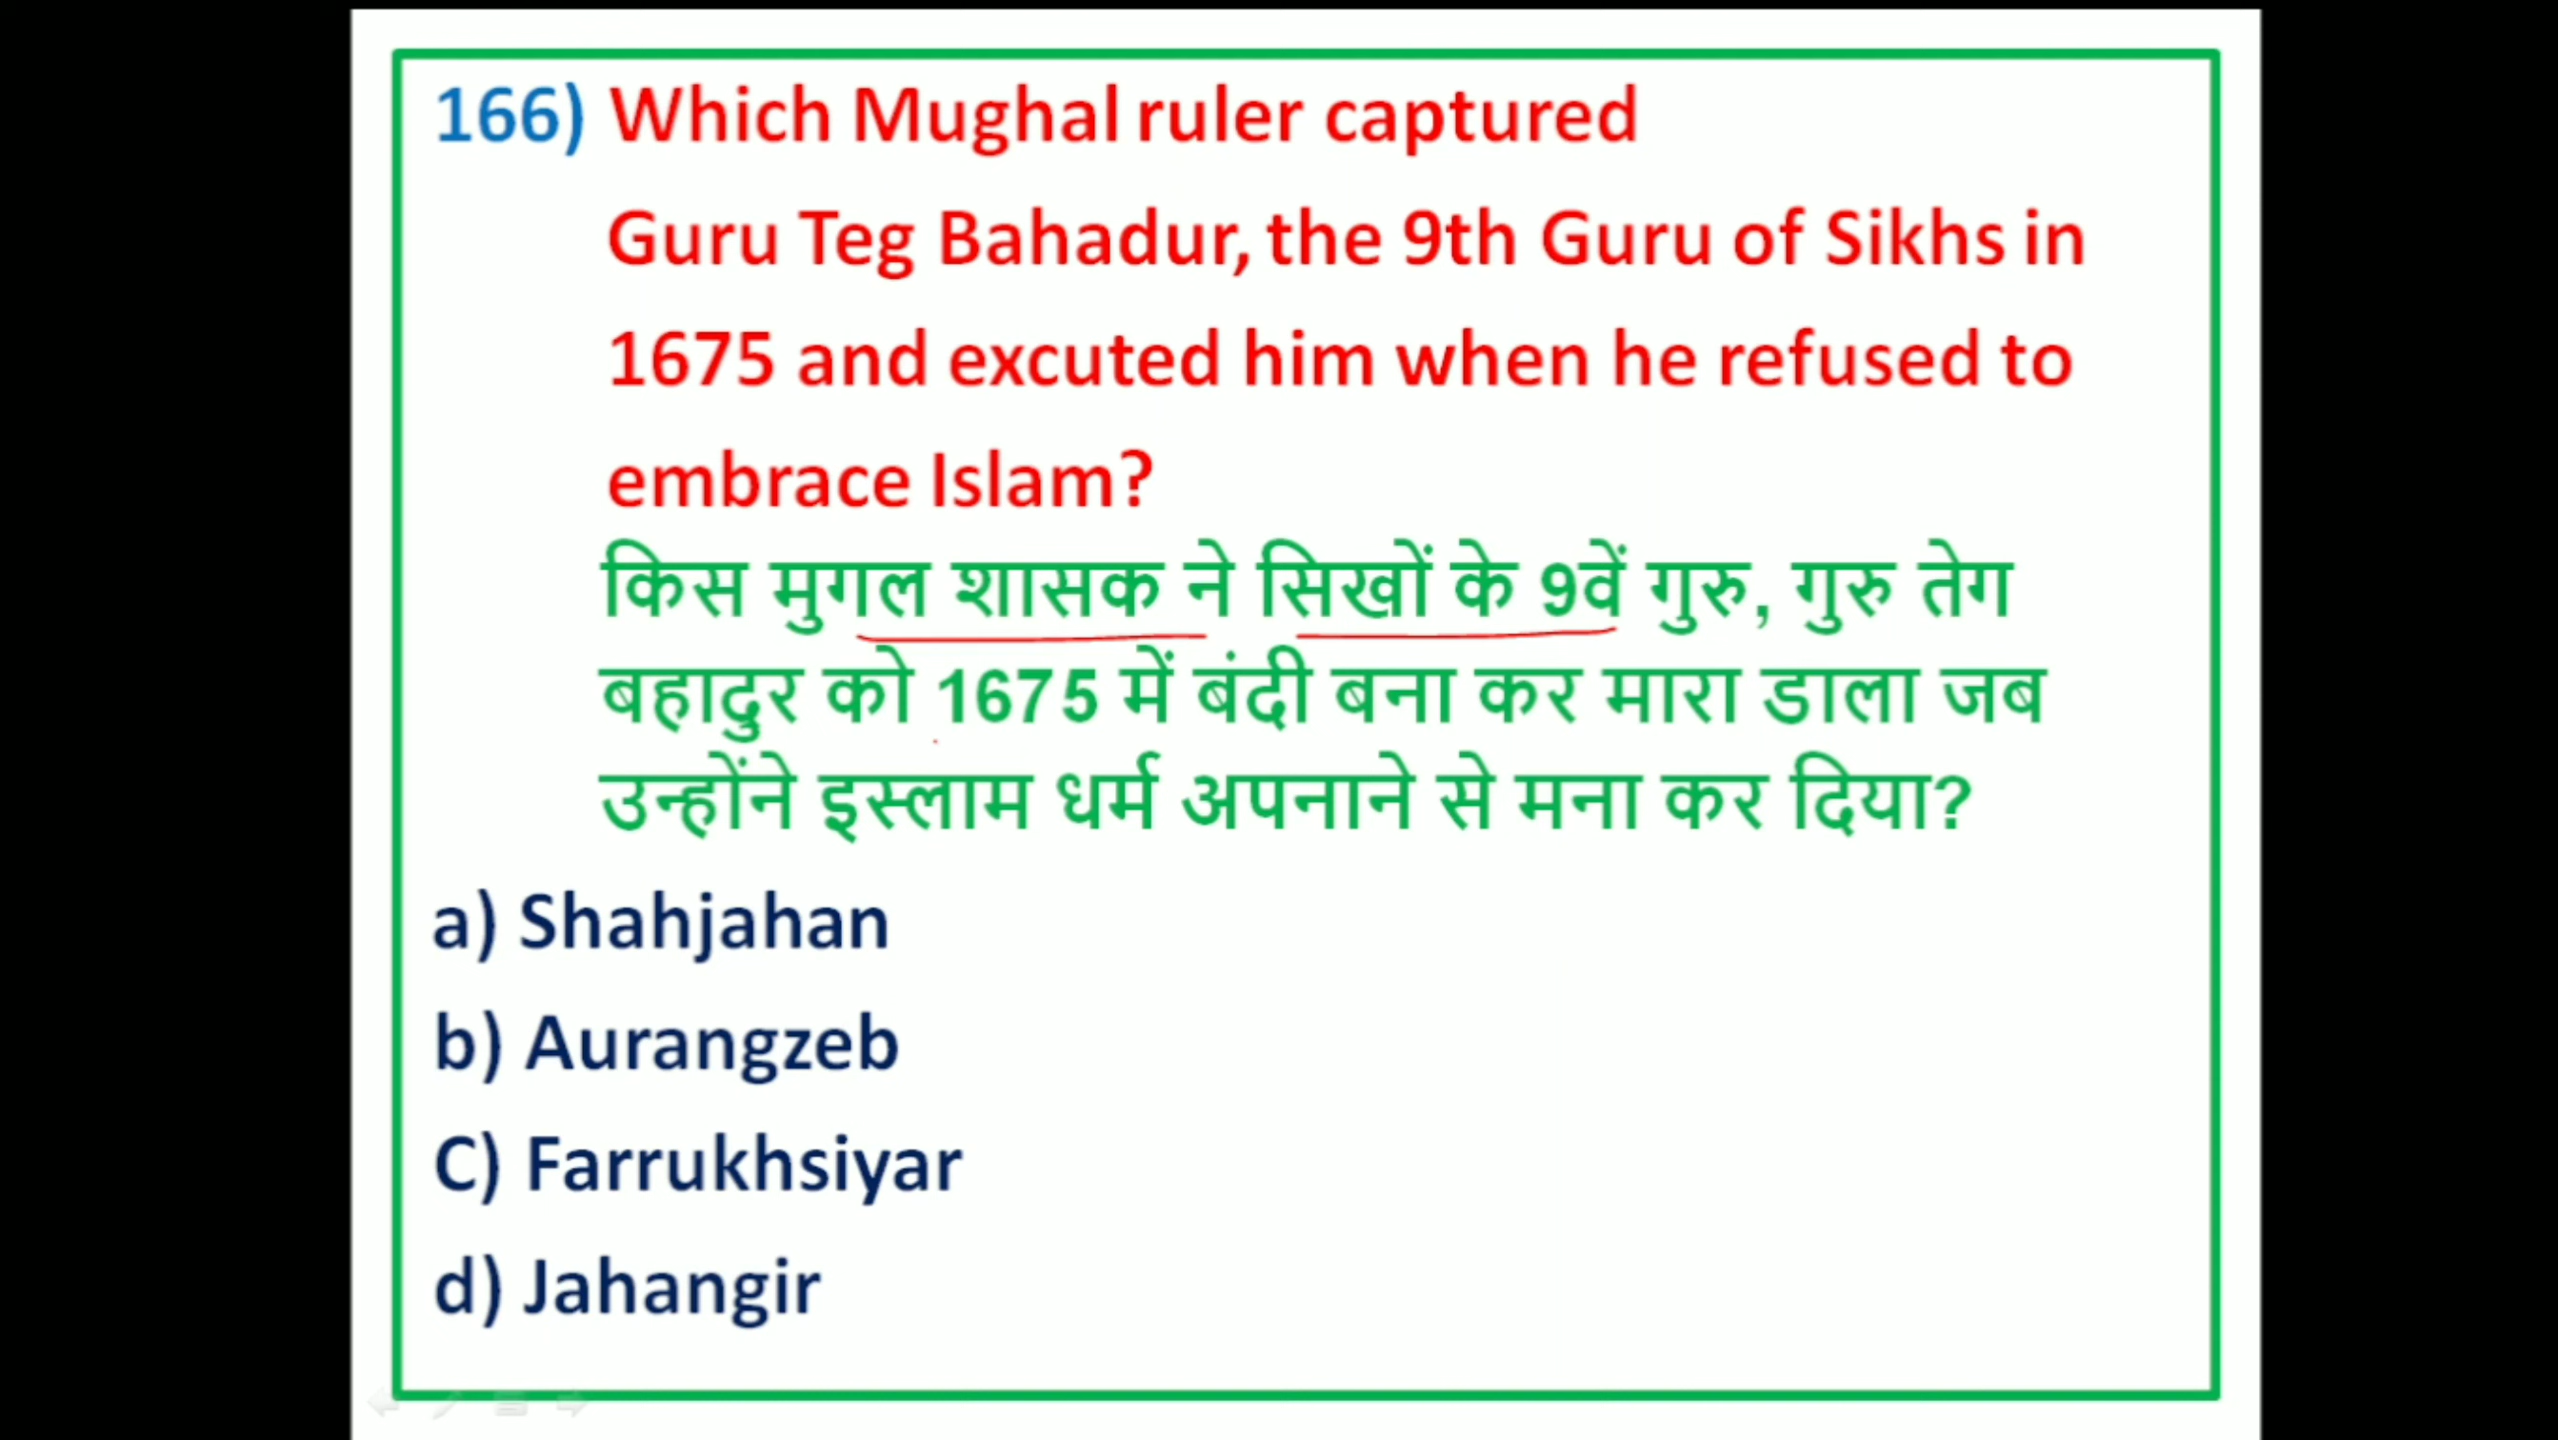 166) Which Mughal ruler captured
Guru Teg Bahadur, the 9th Guru of Sikhs in
1675 and excuted him when he refused to
embrace Islam?
किस मुगल शासक ने सिखों के 9वें गुरु, गुरु तेग
बहादुर को 1675 में बंदी बना कर मारा डाला जब
उन्होंने इस्लाम धर्म अपनाने से मना कर दिया?
a) Shahjahan
b) Aurangzeb
C) Farrukhsiyar
d) Jahangir